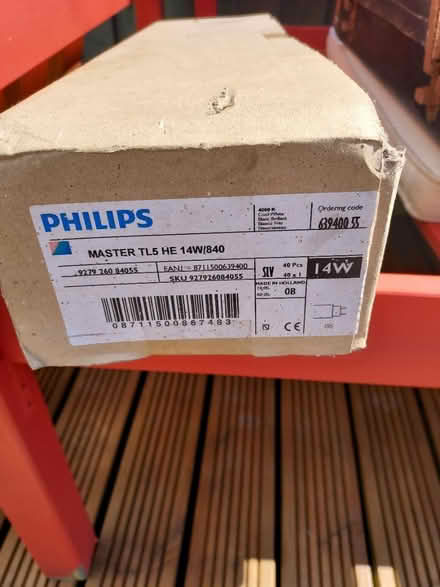 PHILIPS
MASTER TL5 HE 14W/840
4000 K
Cool White
Ordering code
639400 55
9279 260 84055
EAN1 = 8711500639400
SKU 927926084055
SLV
40 Pcs
40 x 1
14W
MADE IN HOLLAND
08
08711500867483
CE